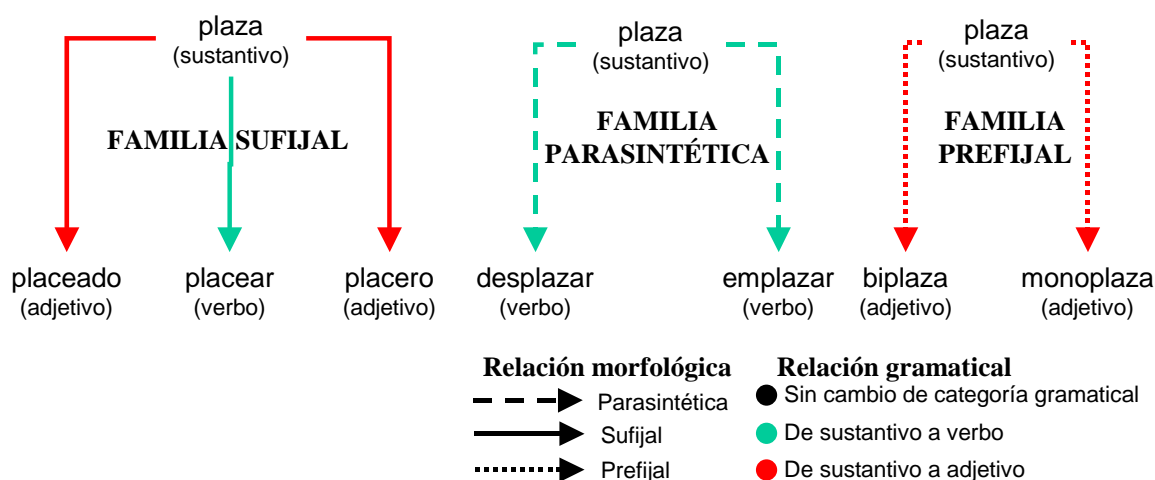 plaza
(sustantivo)
plaza
(sustantivo)
plaza
(sustantivo)
FAMILIA SUFIJAL
FAMILIA
PARASINTÉTICA
FAMILIA
PREFIJAL
placeado
(adjetivo)
placear
(verbo)
placero
(adjetivo)
desplazar
(verbo)
emplazar
(verbo)
biplaza
(adjetivo)
monoplaza
(adjetivo)
Relación morfológica
Parasintética
Sufijal
Prefijal
Relación gramatical
Sin cambio de categoría gramatical
De sustantivo a verbo
De sustantivo a adjetivo